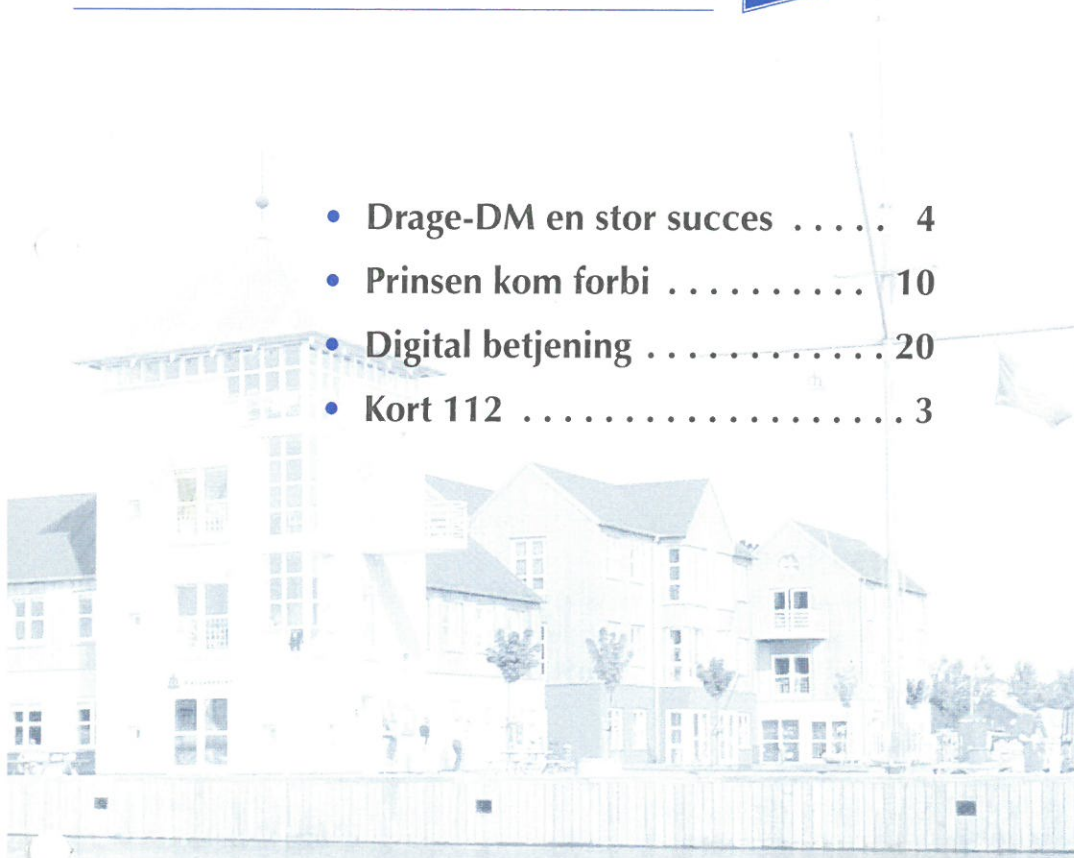 • Drage-DM en stor succes . . . . . 4
• Prinsen kom forbi . . . . . . . . . . 10
• Digital betjening . . . . . . . . . . . . 20
• Kort 112 . . . . . . . . . . . . . . . . . . . 3